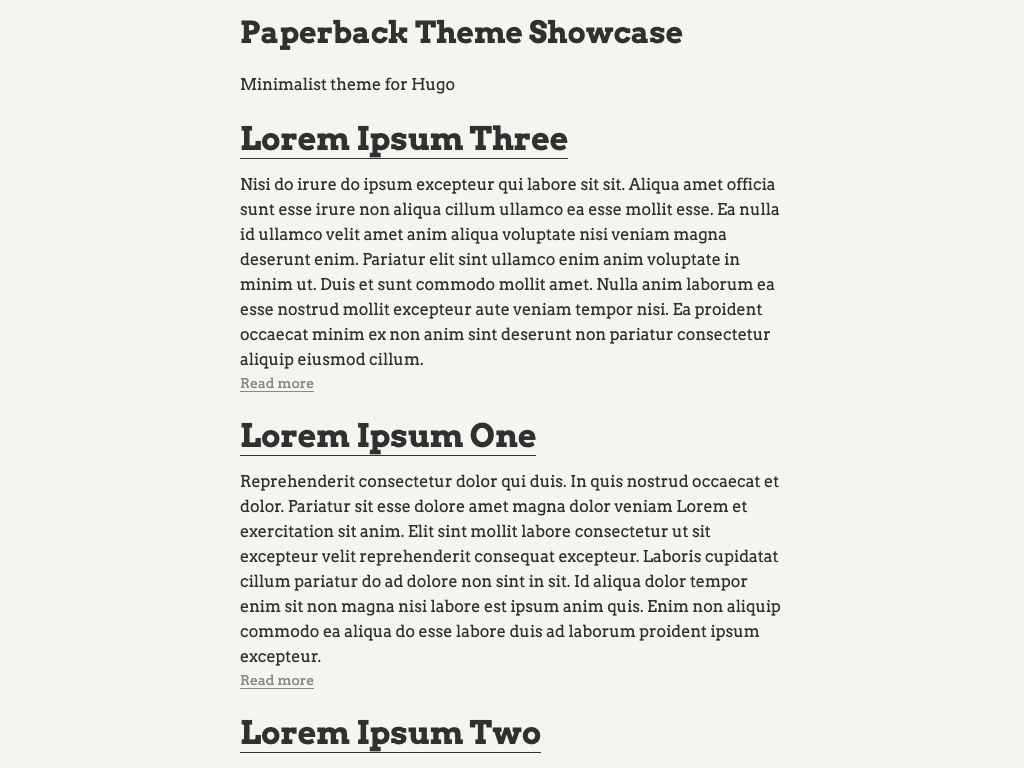 Paperback Theme Showcase
Minimalist theme for Hugo
Lorem Ipsum Three
Nisi do irure do ipsum excepteur qui labore sit sit. Aliqua amet officia
sunt esse irure non aliqua cillum ullamco ea esse mollit esse. Ea nulla
id ullamco velit amet anim aliqua voluptate nisi veniam magna
deserunt enim. Pariatur elit sint ullamco enim anim voluptate in
minim ut. Duis et sunt commodo mollit amet. Nulla anim laborum ea
esse nostrud mollit excepteur aute veniam tempor nisi. Ea proident
occaecat minim ex non anim sint deserunt non pariatur consectetur
aliquip eiusmod cillum.
Read more
Lorem Ipsum One
Reprehenderit consectetur dolor qui duis. In quis nostrud occaecat et
dolor. Pariatur sit esse dolore amet magna dolor veniam Lorem et
exercitation sit anim. Elit sint mollit labore consectetur ut sit
excepteur velit reprehenderit consequat excepteur. Laboris cupidatat
cillum pariatur do ad dolore non sint in sit. Id aliqua dolor tempor
enim sit non magna nisi labore est ipsum anim quis. Enim non aliquip
commodo ea aliqua do esse labore duis ad laborum proident ipsum
excepteur.
Read more
Lorem Ipsum Two